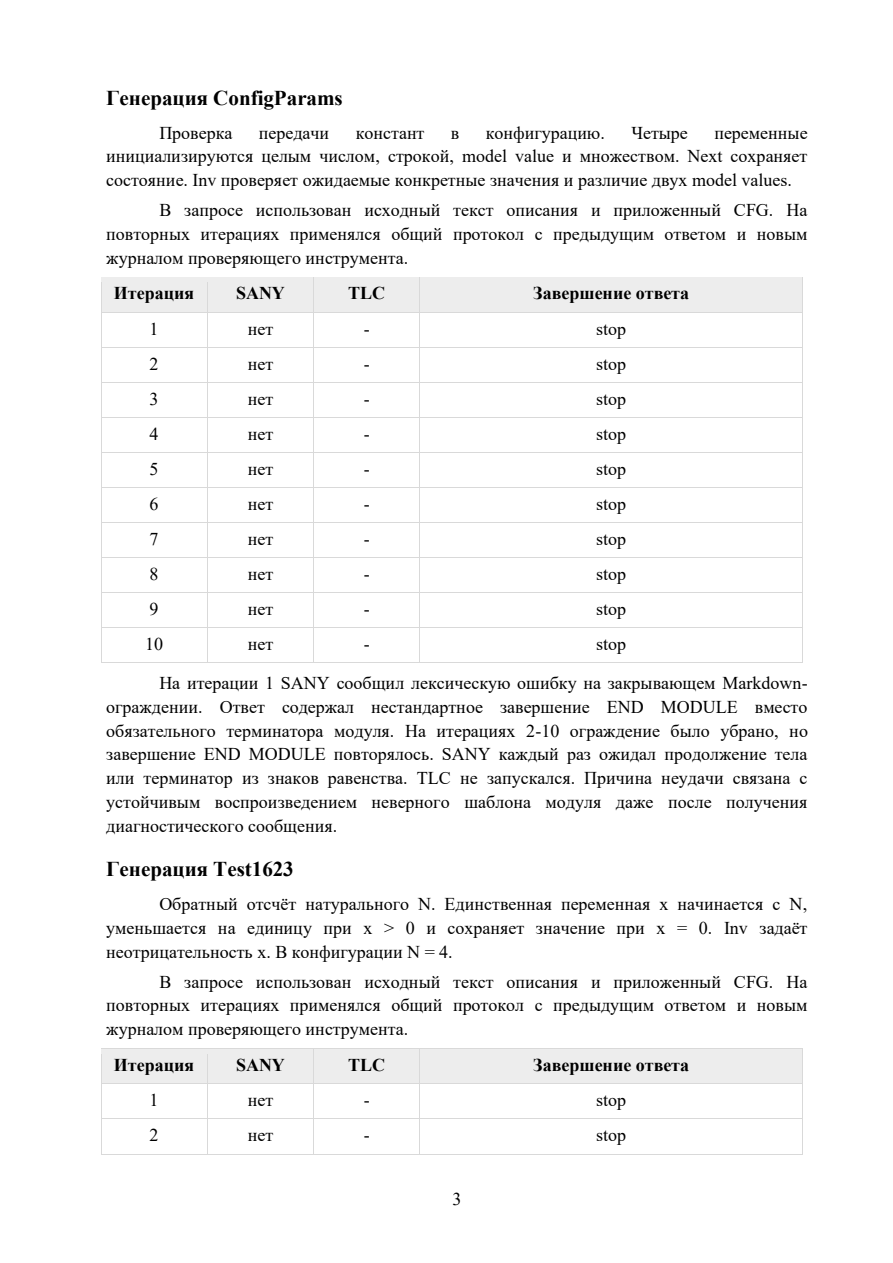 Генерация ConfigParams
Проверка передачи констант в конфигурацию. Четыре переменные
инициализируются целым числом, строкой, model value и множеством. Next сохраняет
состояние. Inv проверяет ожидаемые конкретные значения и различие двух model values.
В запросе использован исходный текст описания и приложенный CFG. На
повторных итерациях применялся общий протокол с предыдущим ответом и новым
журналом проверяющего инструмента.
Итерация SANY TLC Завершение ответа
1 нет - stop
2 нет - stop
3 нет - stop
4 нет - stop
5 нет - stop
6 нет - stop
7 нет - stop
8 нет - stop
9 нет - stop
10 нет - stop
На итерации 1 SANY сообщил лексическую ошибку на закрывающем Markdown-
ограждении. Ответ содержал нестандартное завершение END MODULE вместо
обязательного терминатора модуля. На итерациях 2-10 ограждение было убрано, но
завершение END MODULE повторялось. SANY каждый раз ожидал продолжение тела
или терминатор из знаков равенства. TLC не запускался. Причина неудачи связана с
устойчивым воспроизведением неверного шаблона модуля даже после получения
диагностического сообщения.
Генерация Test1623
Обратный отсчёт натурального N. Единственная переменная x начинается с N,
уменьшается на единицу при x > 0 и сохраняет значение при x = 0. Inv задаёт
неотрицательность x. В конфигурации N = 4.
В запросе использован исходный текст описания и приложенный CFG. На
повторных итерациях применялся общий протокол с предыдущим ответом и новым
журналом проверяющего инструмента.
Итерация SANY TLC Завершение ответа
1 нет - stop
2 нет - stop
3